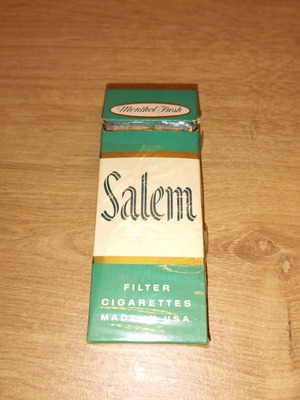 Menthol Fresh
Salem
FILTER
CIGARETTES
MADE IN U.S.A.